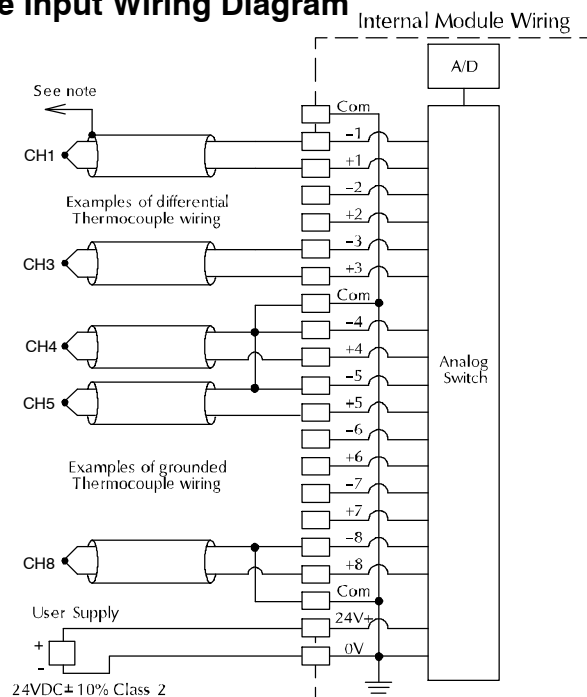 e Input Wiring Diagram
Internal Module Wiring
A/D
See note
Com
–1
CH1
+1
–2
Examples of differential
Thermocouple wiring
+2
–3
CH3
+3
Com
–4
CH4
+4
Analog
Switch
–5
CH5
+5
–6
Examples of grounded
Thermocouple wiring
+6
–7
+7
–8
CH8
+8
Com
User Supply
24V+
+
0V
-
24VDC± 10% Class 2